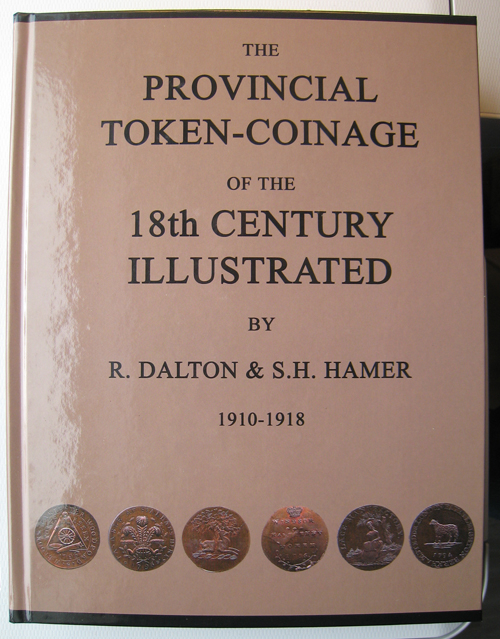 THE
PROVINCIAL
TOKEN-COINAGE
OF THE
18th CENTURY
ILLUSTRATED
BY
R. DALTON & S.H. HAMER
1910-1918